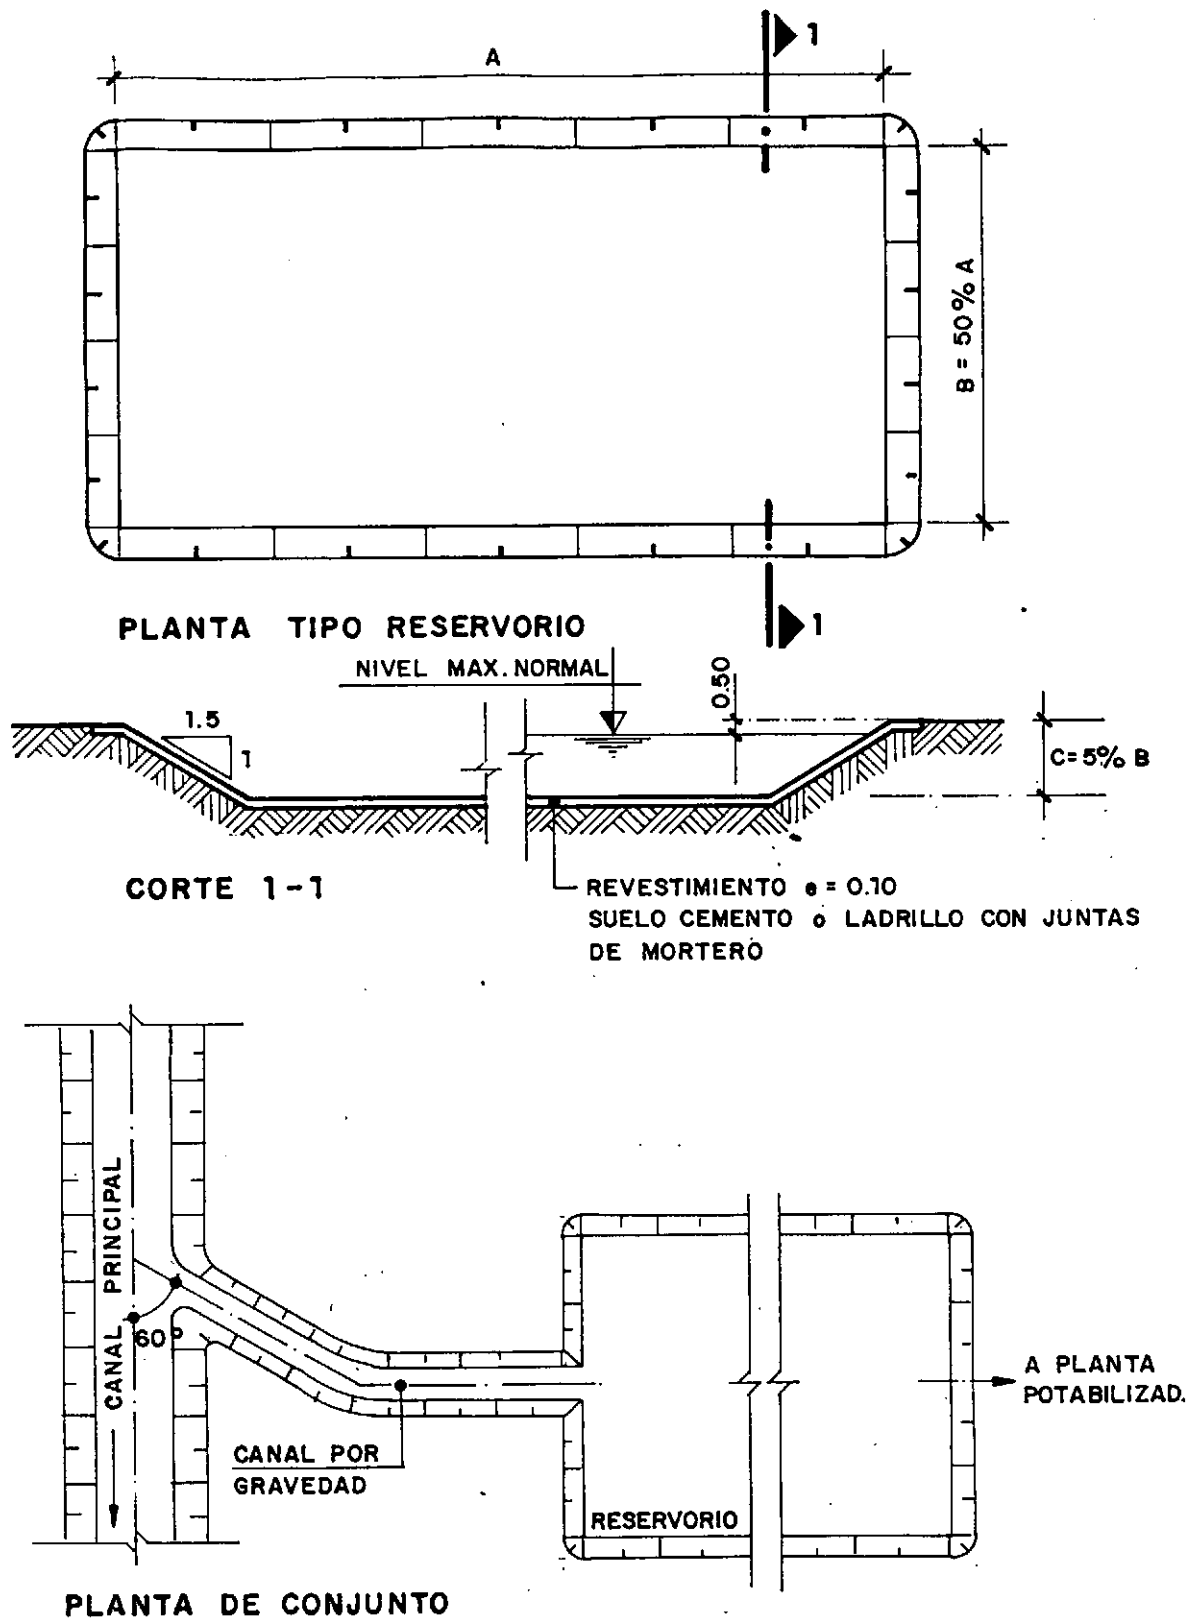 1
A
B = 50% A
1
PLANTA TIPO RESERVORIO
NIVEL MAX. NORMAL
0.50
1.5
1
C=5% B
CORTE 1-1
REVESTIMIENTO e = 0.10
SUELO CEMENTO o LADRILLO CON JUNTAS
DE MORTERO
CANAL PRINCIPAL
60°
A PLANTA
POTABILIZAD.
CANAL POR
GRAVEDAD
RESERVORIO
PLANTA DE CONJUNTO